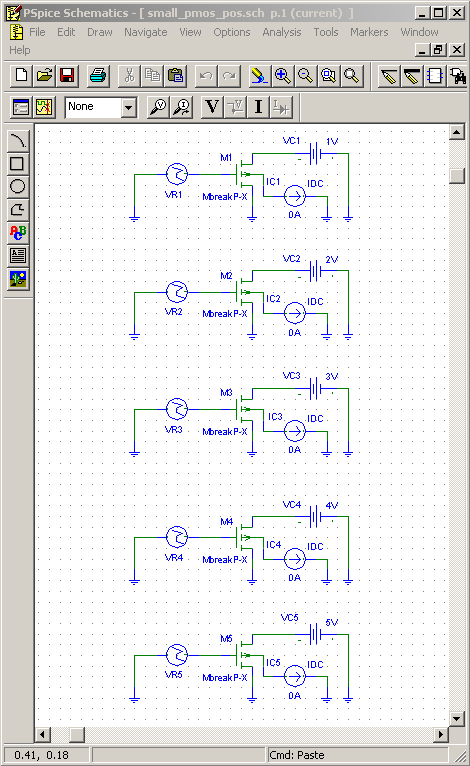 PSpice Schematics - [ small_pmos_pos.sch p.1 (current) ]
File Edit Draw Navigate View Options Analysis Tools Markers Window
Help
None V I
ABC
VC1 1V
M1
IC1 IDC
VR1 MbreakP-X
0A
VC2 2V
M2
IC2 IDC
VR2 MbreakP-X
0A
VC3 3V
M3
IC3 IDC
VR3 MbreakP-X
0A
VC4 4V
M4
IC4 IDC
VR4 MbreakP-X
0A
VC5 5V
M5
IC5 IDC
VR5 MbreakP-X
0A
0.41, 0.18 Cmd: Paste